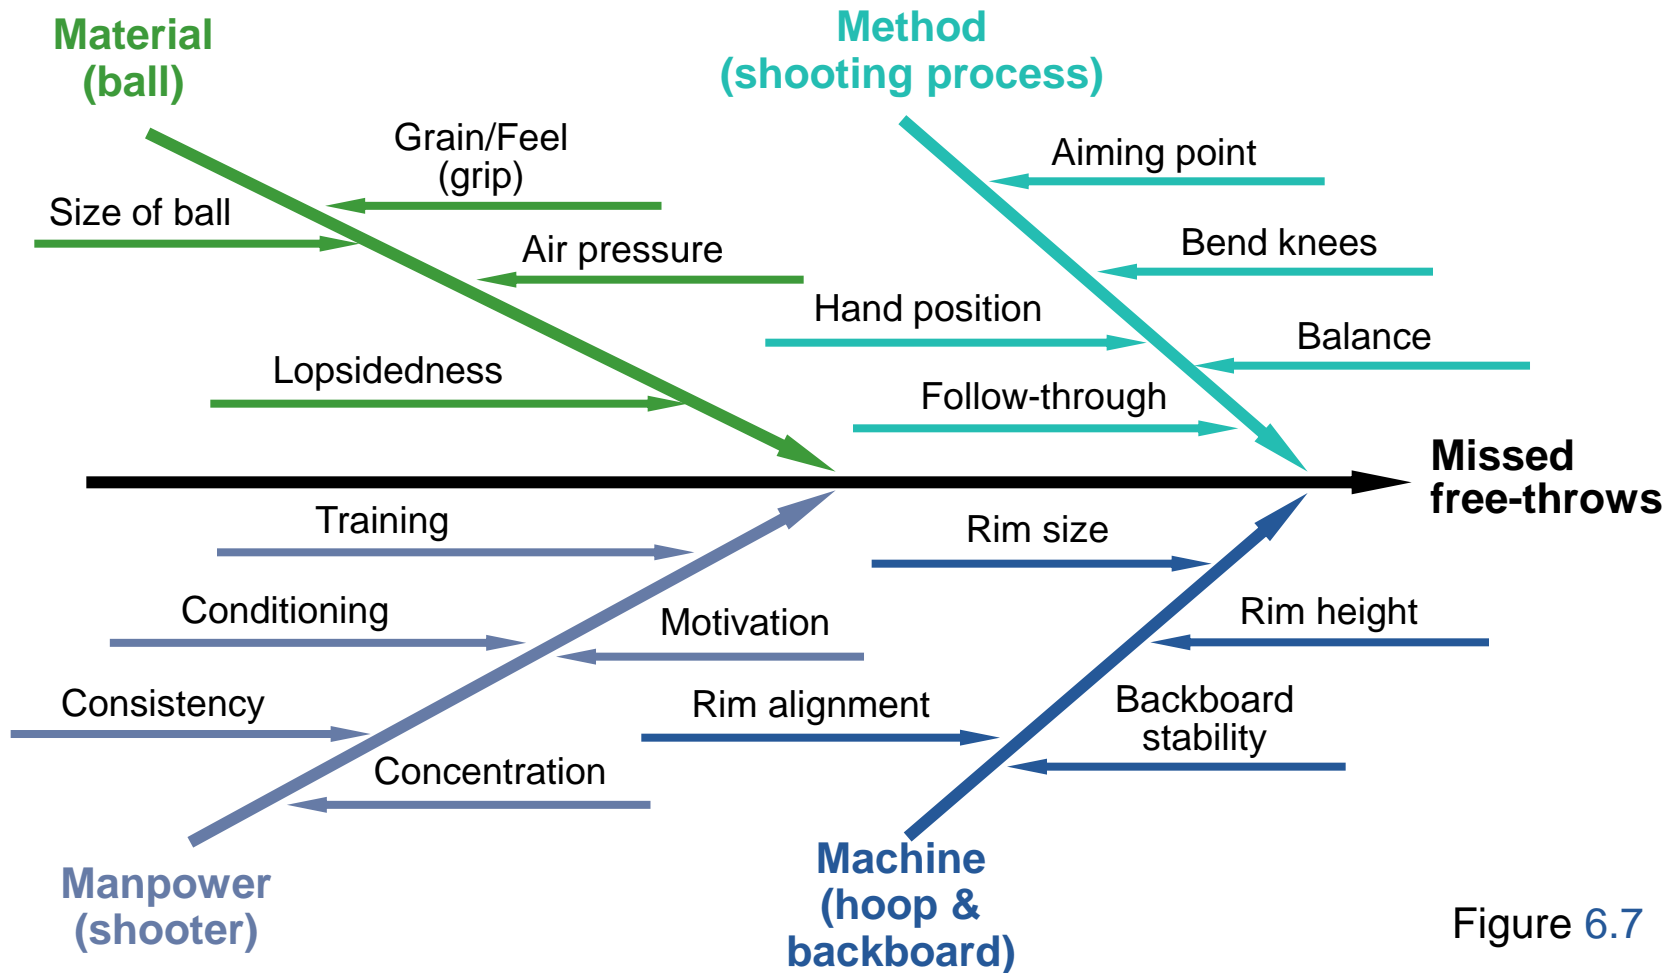 Material
(ball)
Method
(shooting process)
Grain/Feel
(grip)
Size of ball
Air pressure
Lopsidedness
Aiming point
Bend knees
Hand position
Balance
Follow-through
Missed
free-throws
Training
Conditioning
Motivation
Consistency
Concentration
Manpower
(shooter)
Rim size
Rim height
Rim alignment
Backboard
stability
Machine
(hoop &
backboard)
Figure 6.7